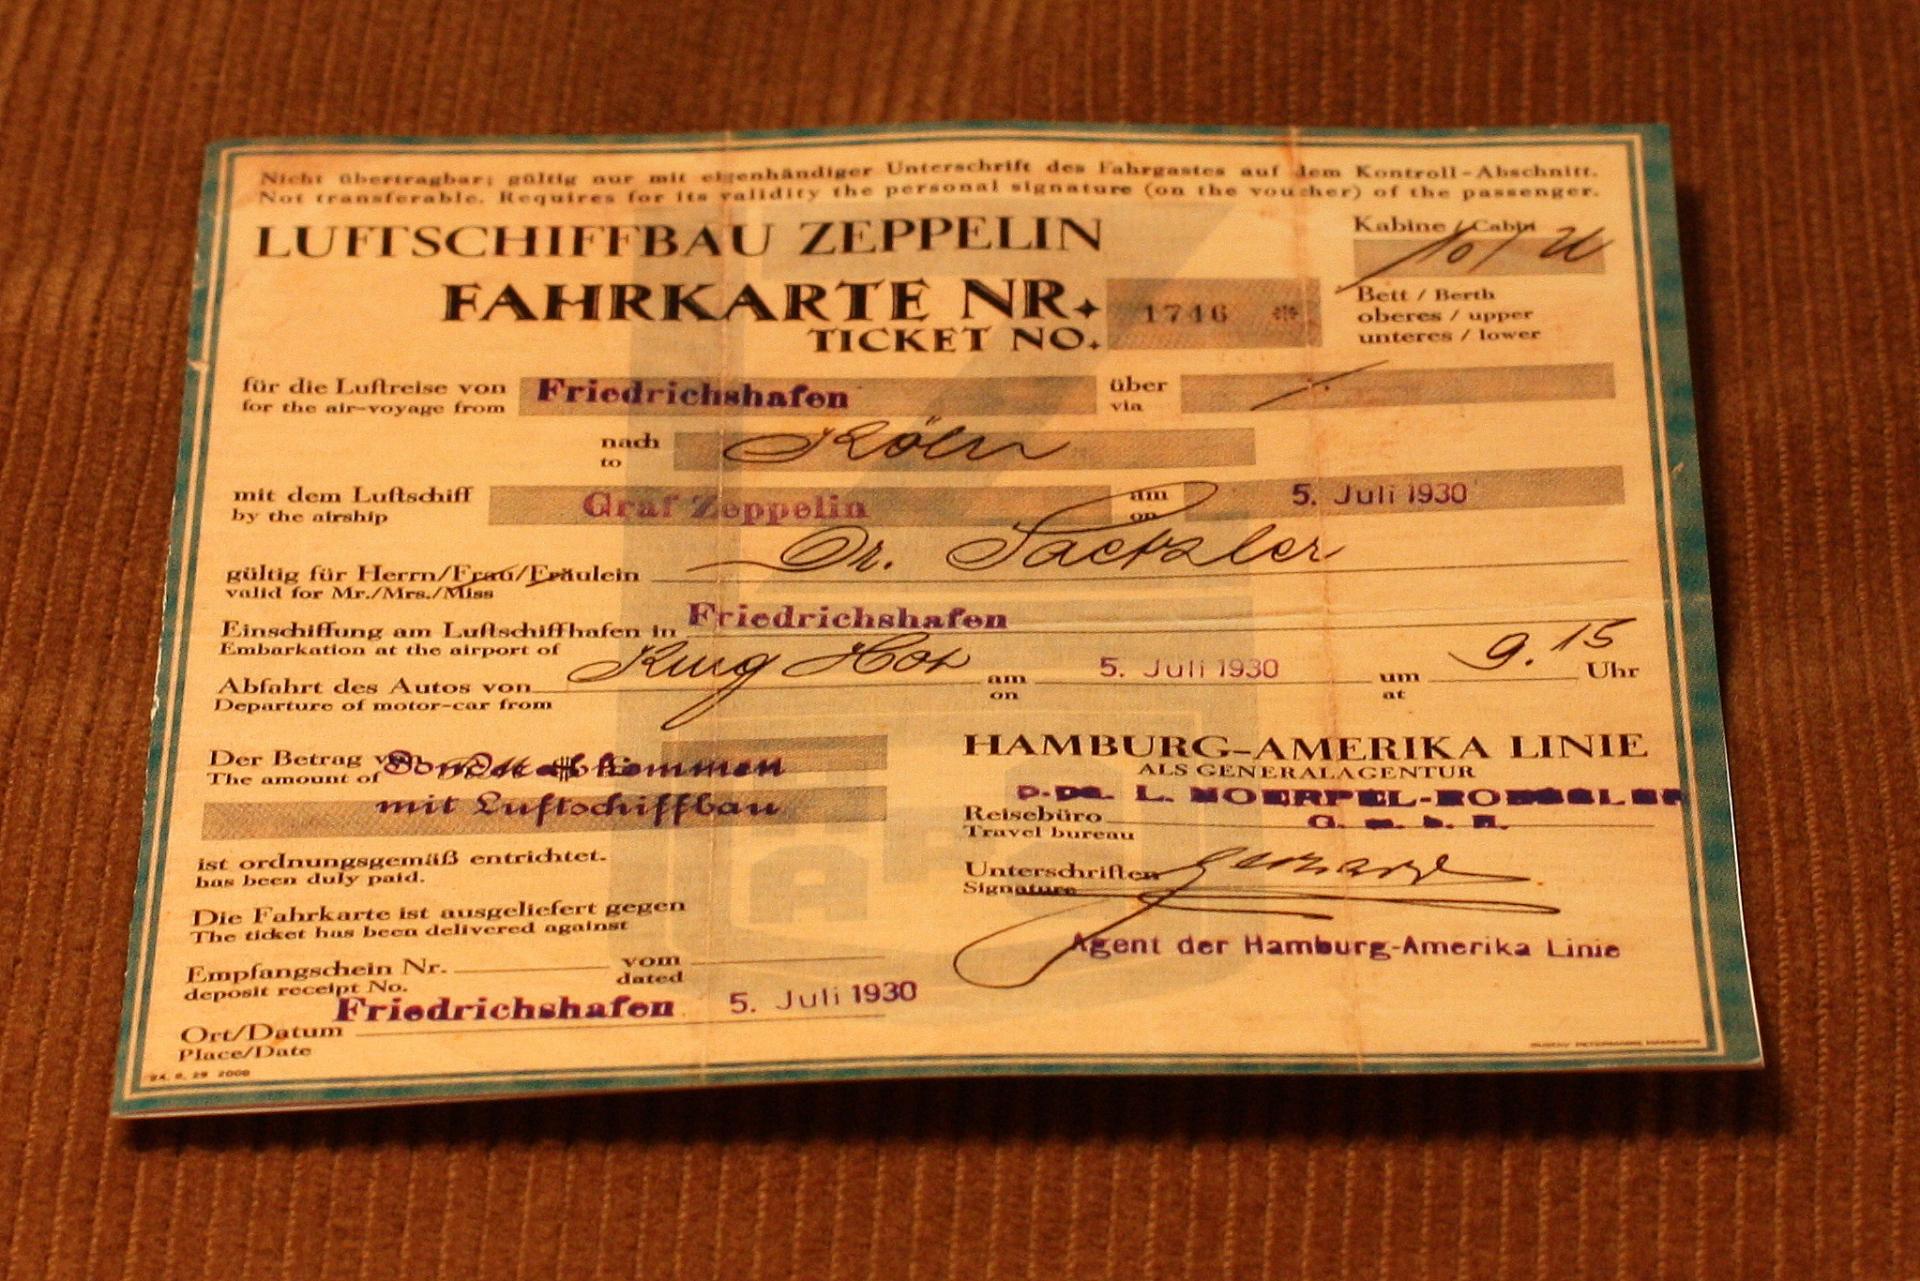 Nicht übertragbar; gültig nur mit eigenhändiger Unterschrift des Fahrgastes auf dem Kontroll-Abschnitt.
Not transferable. Requires for its validity the personal signature (on the voucher) of the passenger.
LUFTSCHIFFBAU ZEPPELIN
Kabine / Cabin
FAHRKARTE NR.
TICKET NO.
1746
Bett / Berth
oberes / upper
unteres / lower
für die Luftreise von Friedrichshafen über
for the air-voyage from via
nach Köln
to
mit dem Luftschiff Graf Zeppelin am 5. Juli 1930
by the airship on
gültig für Herrn/Frau/Fräulein Dr.
valid for Mr./Mrs./Miss
Einschiffung am Luftschiffhafen in Friedrichshafen
Embarkation at the airport of
Abfahrt des Autos von am 5. Juli 1930 um 9.15 Uhr
Departure of motor-car from on at
Der Betrag
The amount of
mit Luftschiffbau
ist ordnungsgemäß entrichtet.
has been duly paid.
Die Fahrkarte ist ausgeliefert gegen
The ticket has been delivered against
Empfangschein Nr. vom
deposit receipt No. dated
Friedrichshafen 5. Juli 1930
Ort/Datum
Place/Date
HAMBURG-AMERIKA LINIE
ALS GENERALAGENTUR
Reisebüro
Travel bureau
Unterschriften
Signature
Agent der Hamburg-Amerika Linie